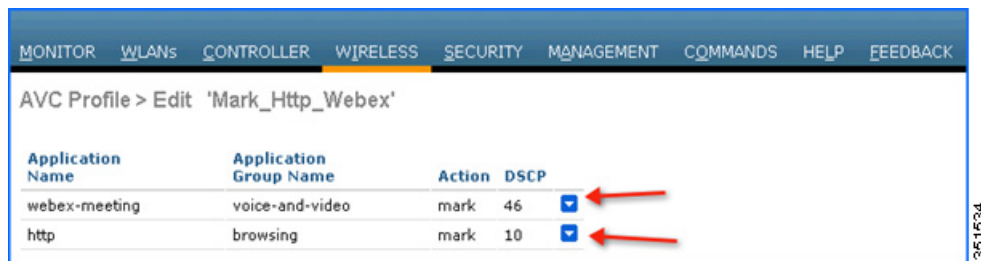 MONITOR WLANs CONTROLLER WIRELESS SECURITY MANAGEMENT COMMANDS HELP FEEDBACK
AVC Profile > Edit 'Mark_Http_Webex'
Application Name Application Group Name Action DSCP
webex-meeting voice-and-video mark 46
http browsing mark 10
351534